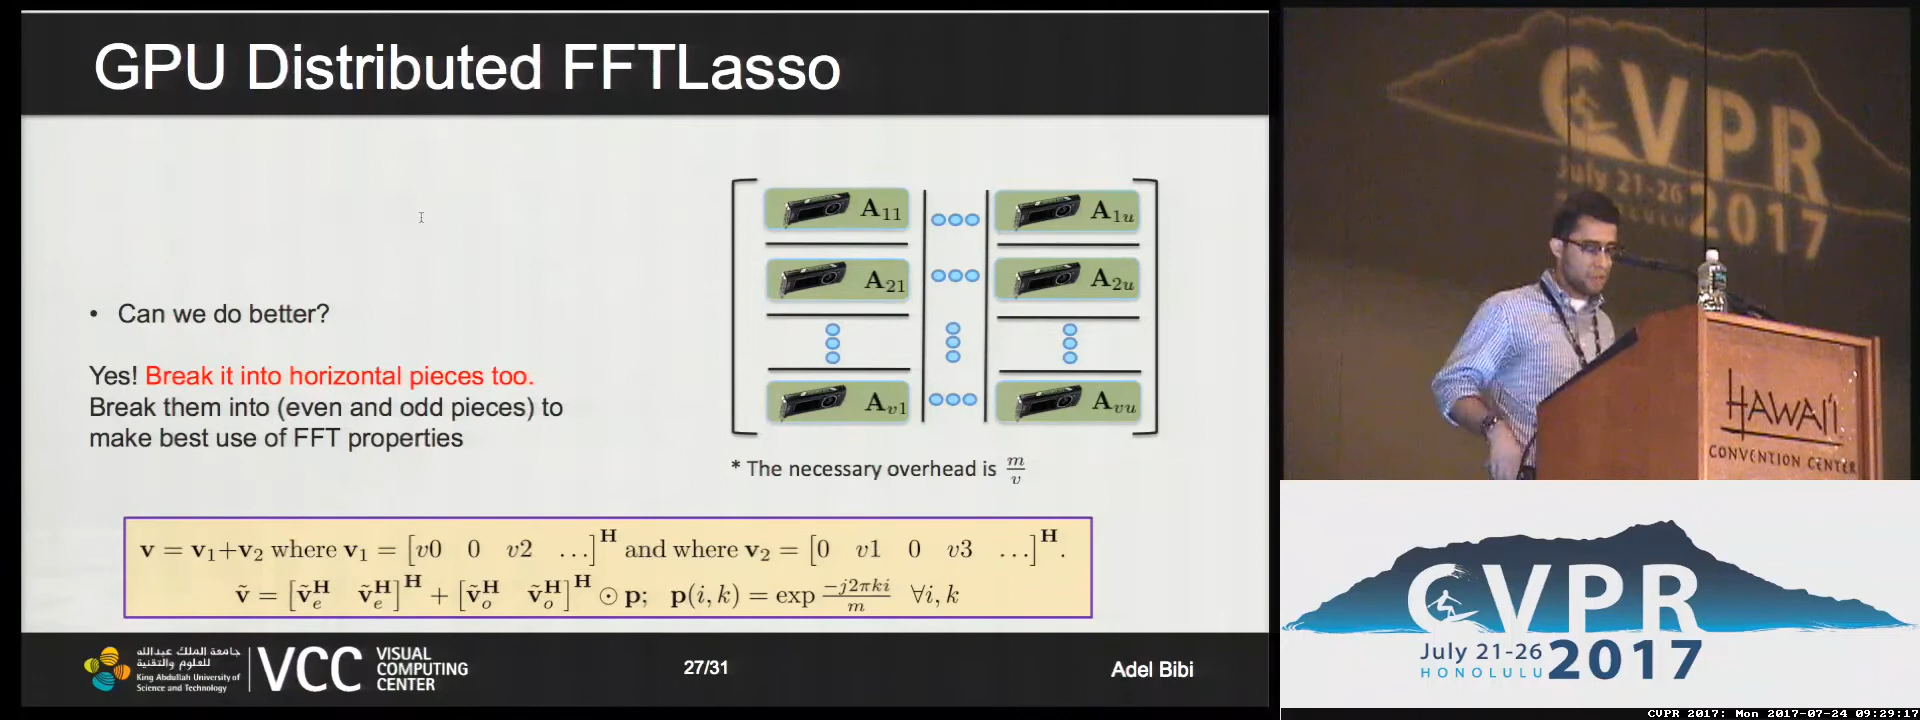 GPU Distributed FFTLasso
• Can we do better?
Yes! Break it into horizontal pieces too.
Break them into (even and odd pieces) to
make best use of FFT properties
A₁₁ A₁ᵤ
A₂₁ A₂ᵤ
Aᵥ₁ Aᵥᵤ
* The necessary overhead is m/v
v = v₁+v₂ where v₁ = [v0 0 v2 …]ᴴ and where v₂ = [0 v1 0 v3 …]ᴴ.
ṽ = [ṽₑᴴ ṽₑᴴ]ᴴ + [ṽₒᴴ ṽₒᴴ]ᴴ ⊙ p; p(i, k) = exp −j2πki/m ∀i, k
جامعة الملك عبدالله
للعلوم والتقنية
King Abdullah University of
Science and Technology
VCC
VISUAL
COMPUTING
CENTER
27/31
Adel Bibi
CVPR
July 21-26
HONOLULU
2017
HAWAI'I
CONVENTION CENTER
CVPR
July 21-26
HONOLULU
2017
CVPR 2017: Mon 2017-07-24 09:29:17